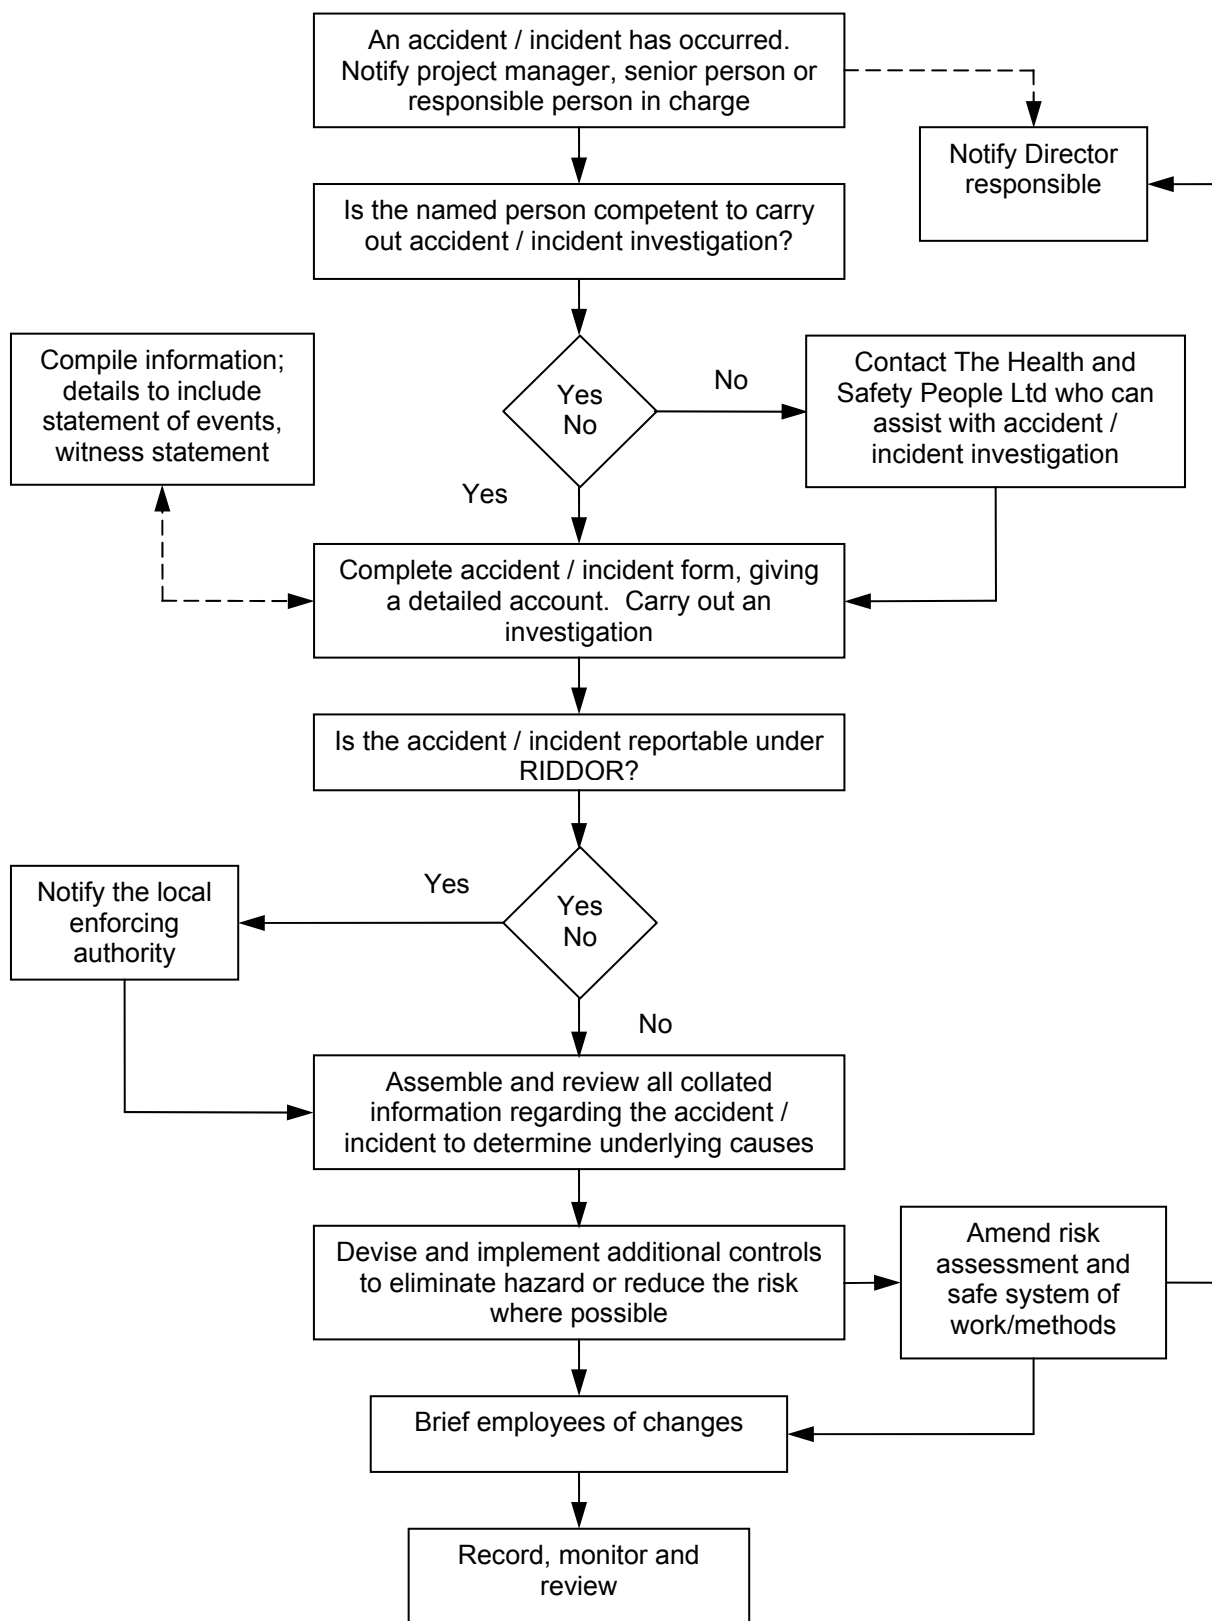 An accident / incident has occurred.
Notify project manager, senior person or
responsible person in charge
Notify Director
responsible
Is the named person competent to carry
out accident / incident investigation?
Compile information;
details to include
statement of events,
witness statement
Yes
No
No
Contact The Health and
Safety People Ltd who can
assist with accident /
incident investigation
Yes
Complete accident / incident form, giving
a detailed account.  Carry out an
investigation
Is the accident / incident reportable under
RIDDOR?
Notify the local
enforcing
authority
Yes
Yes
No
No
Assemble and review all collated
information regarding the accident /
incident to determine underlying causes
Devise and implement additional controls
to eliminate hazard or reduce the risk
where possible
Amend risk
assessment and
safe system of
work/methods
Brief employees of changes
Record, monitor and
review